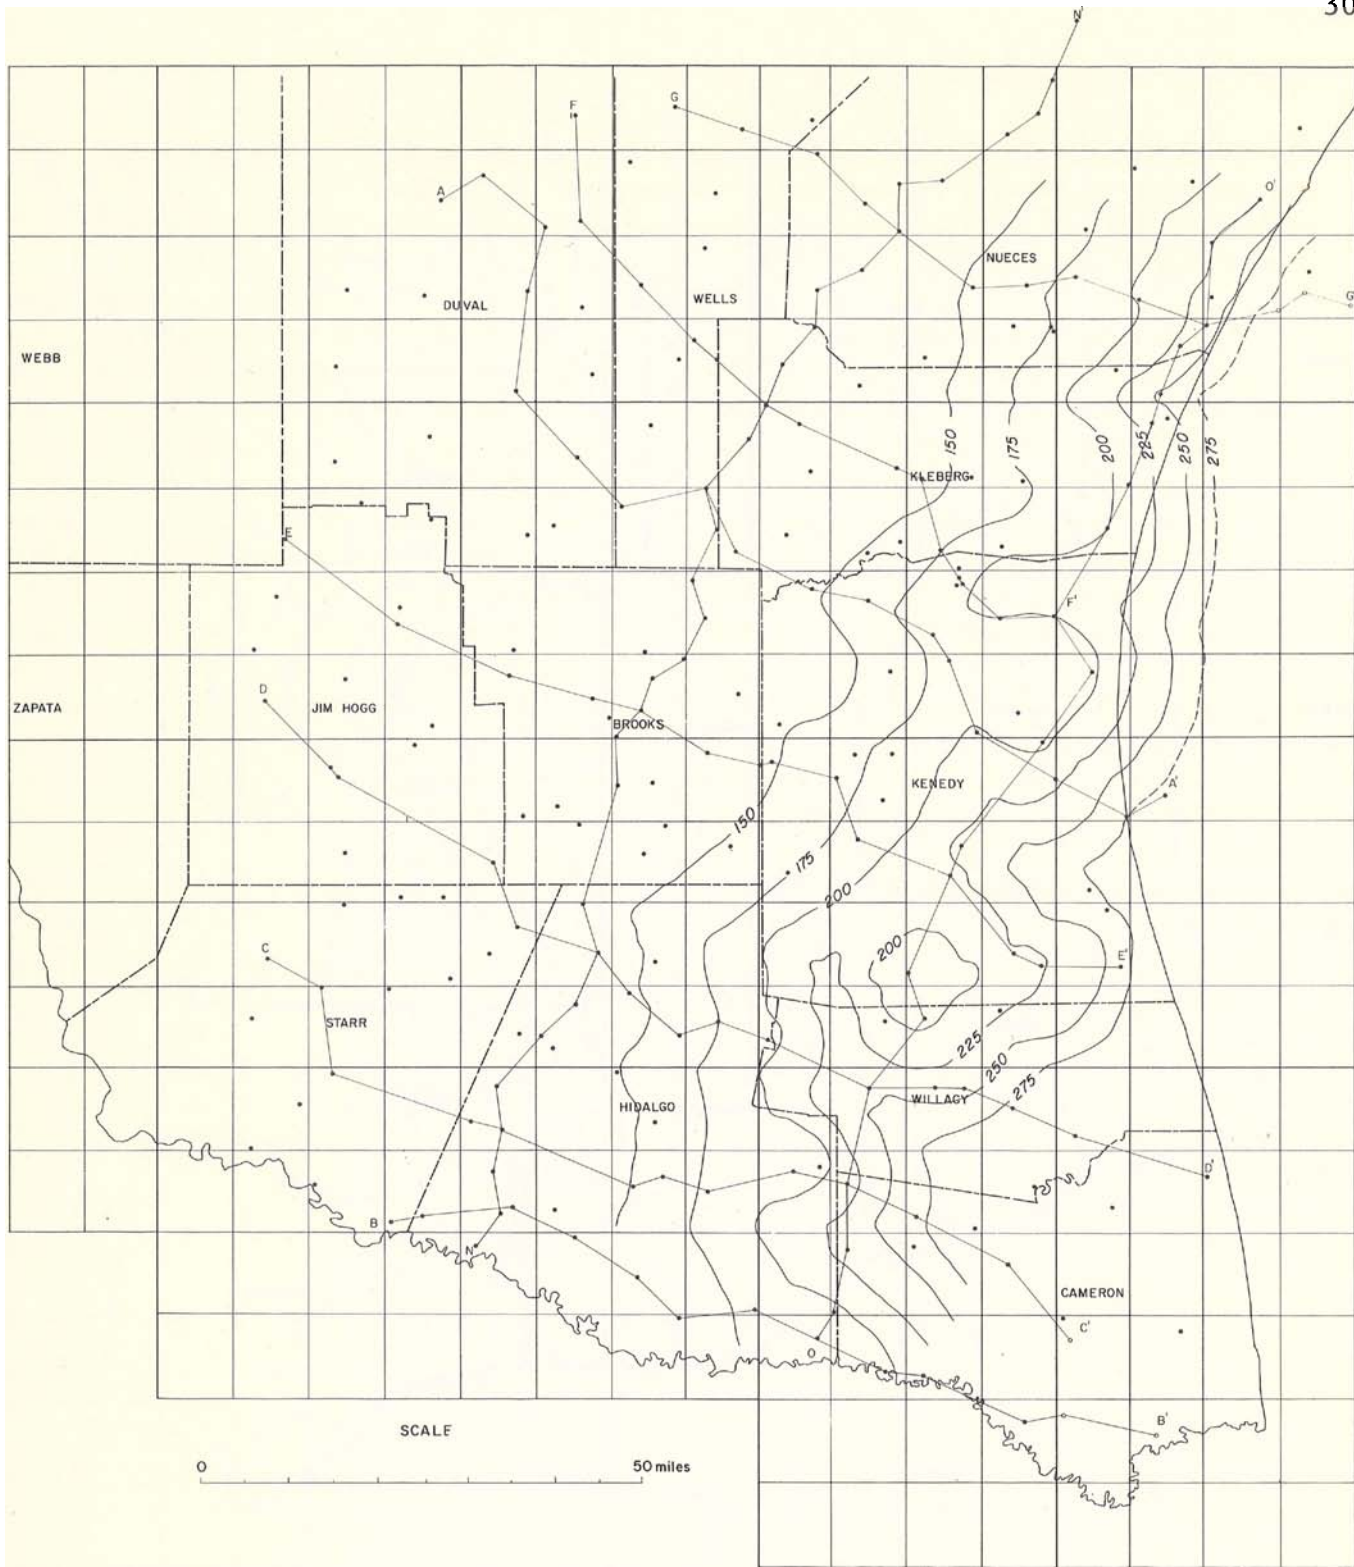 30
N'
G
F
A
O'
NUECES
WELLS
DUVAL
G'
WEBB
150
175
200
225
250
275
KLEBERG
E
F'
D
ZAPATA
JIM HOGG
BROOKS
KENEDY
A'
150
175
200
200
C
E'
STARR
225
250
275
HIDALGO
WILLAGY
D'
B
N
CAMERON
C'
O
B'
SCALE
0
50 miles